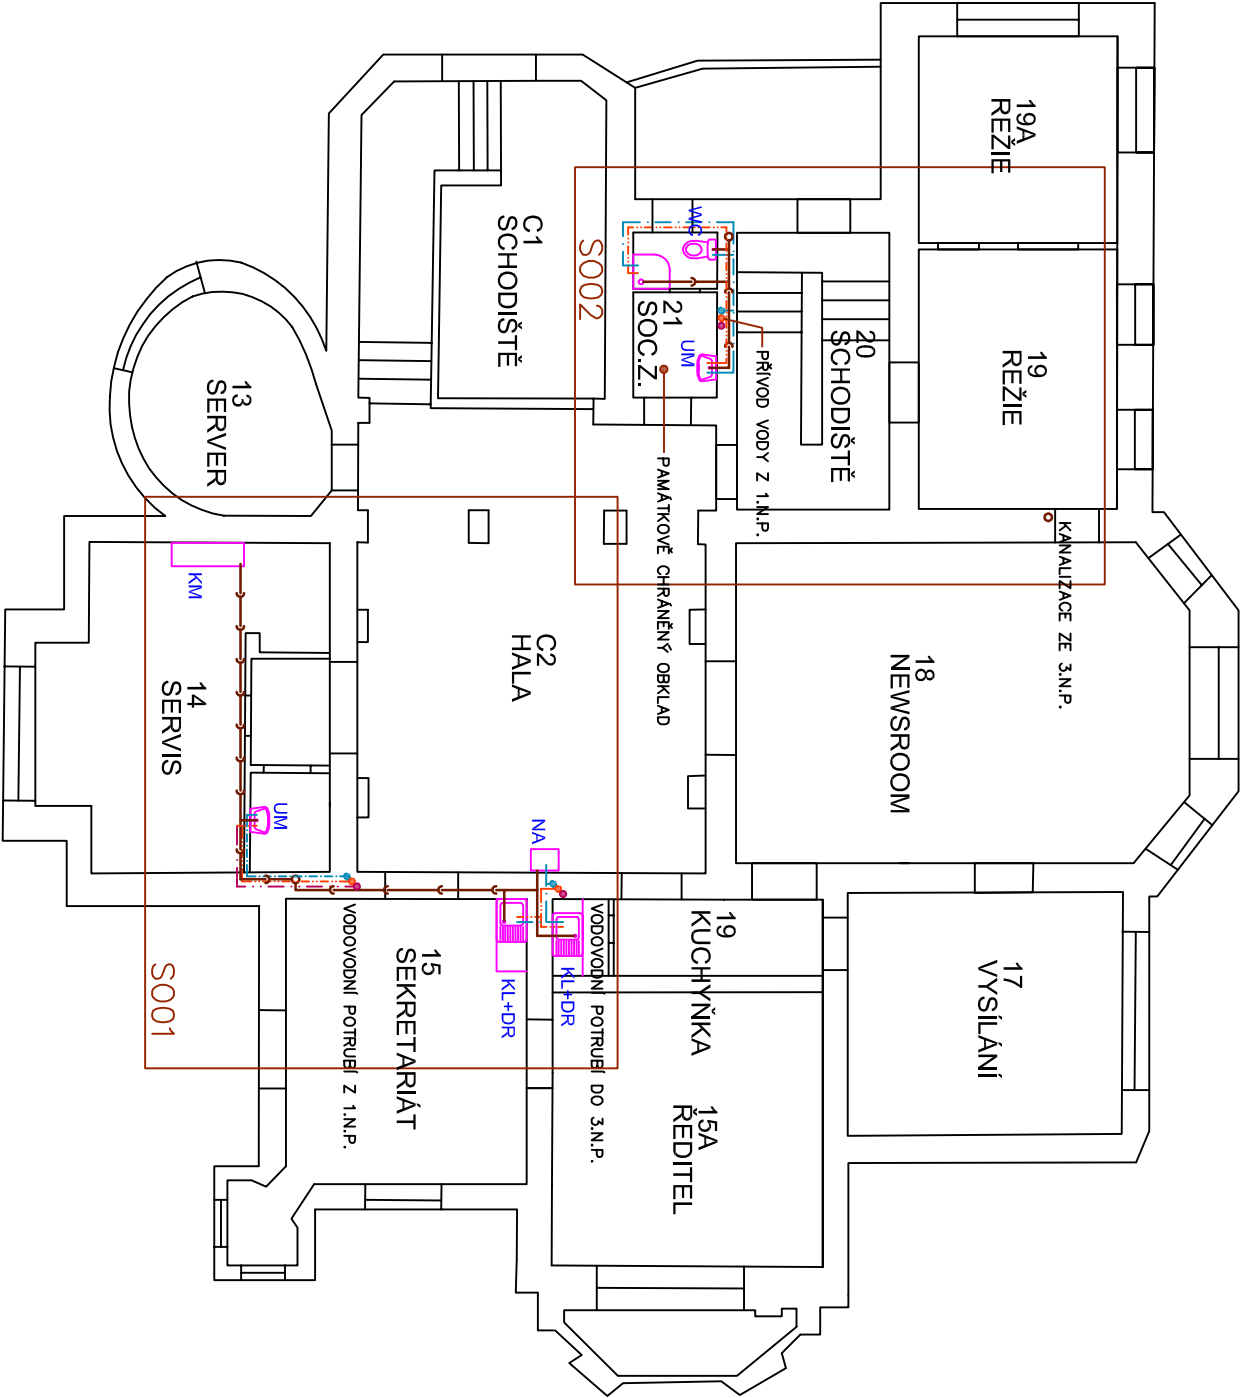 19A
REŽIE
19
REŽIE
KANALIZACE ZE 3.N.P.
18
NEWSROOM
17
VYSÍLÁNÍ
20
SCHODIŠTĚ
PŘÍVOD VODY Z 1.N.P.
WC
21
SOC.Z.
UM
PAMÁTKOVĚ CHRÁNĚNÝ OBKLAD
S002
C1
SCHODIŠTĚ
C2
HALA
NA
19
KUCHYŇKA
15A
ŘEDITEL
VODOVODNÍ POTRUBÍ DO 3.N.P.
KL+DR
KL+DR
15
SEKRETARIÁT
VODOVODNÍ POTRUBÍ Z 1.N.P.
13
SERVER
KM
14
SERVIS
UM
S001